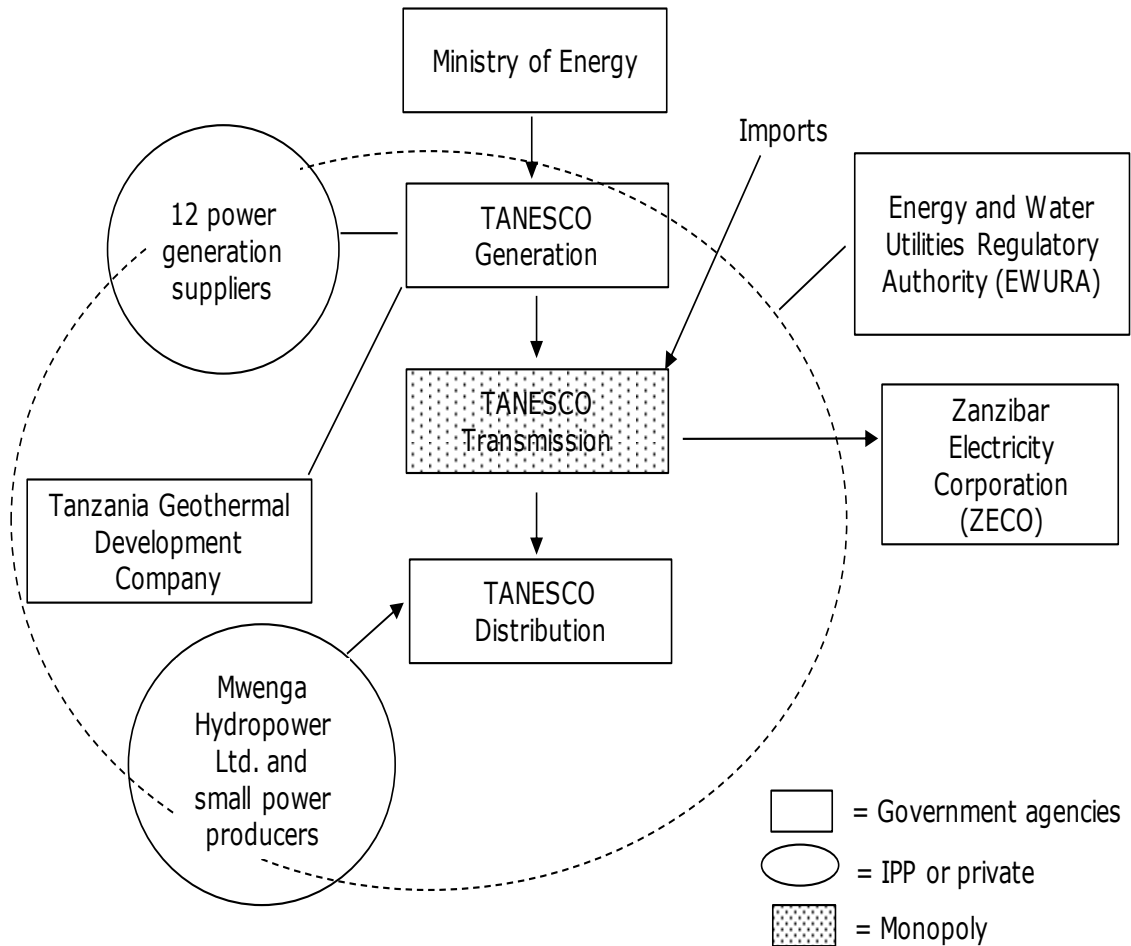 Ministry of Energy
Imports
12 power
generation
suppliers
TANESCO
Generation
Energy and Water
Utilities Regulatory
Authority (EWURA)
TANESCO
Transmission
Zanzibar
Electricity
Corporation
(ZECO)
Tanzania Geothermal
Development
Company
TANESCO
Distribution
Mwenga
Hydropower
Ltd. and
small power
producers
= Government agencies
= IPP or private
= Monopoly